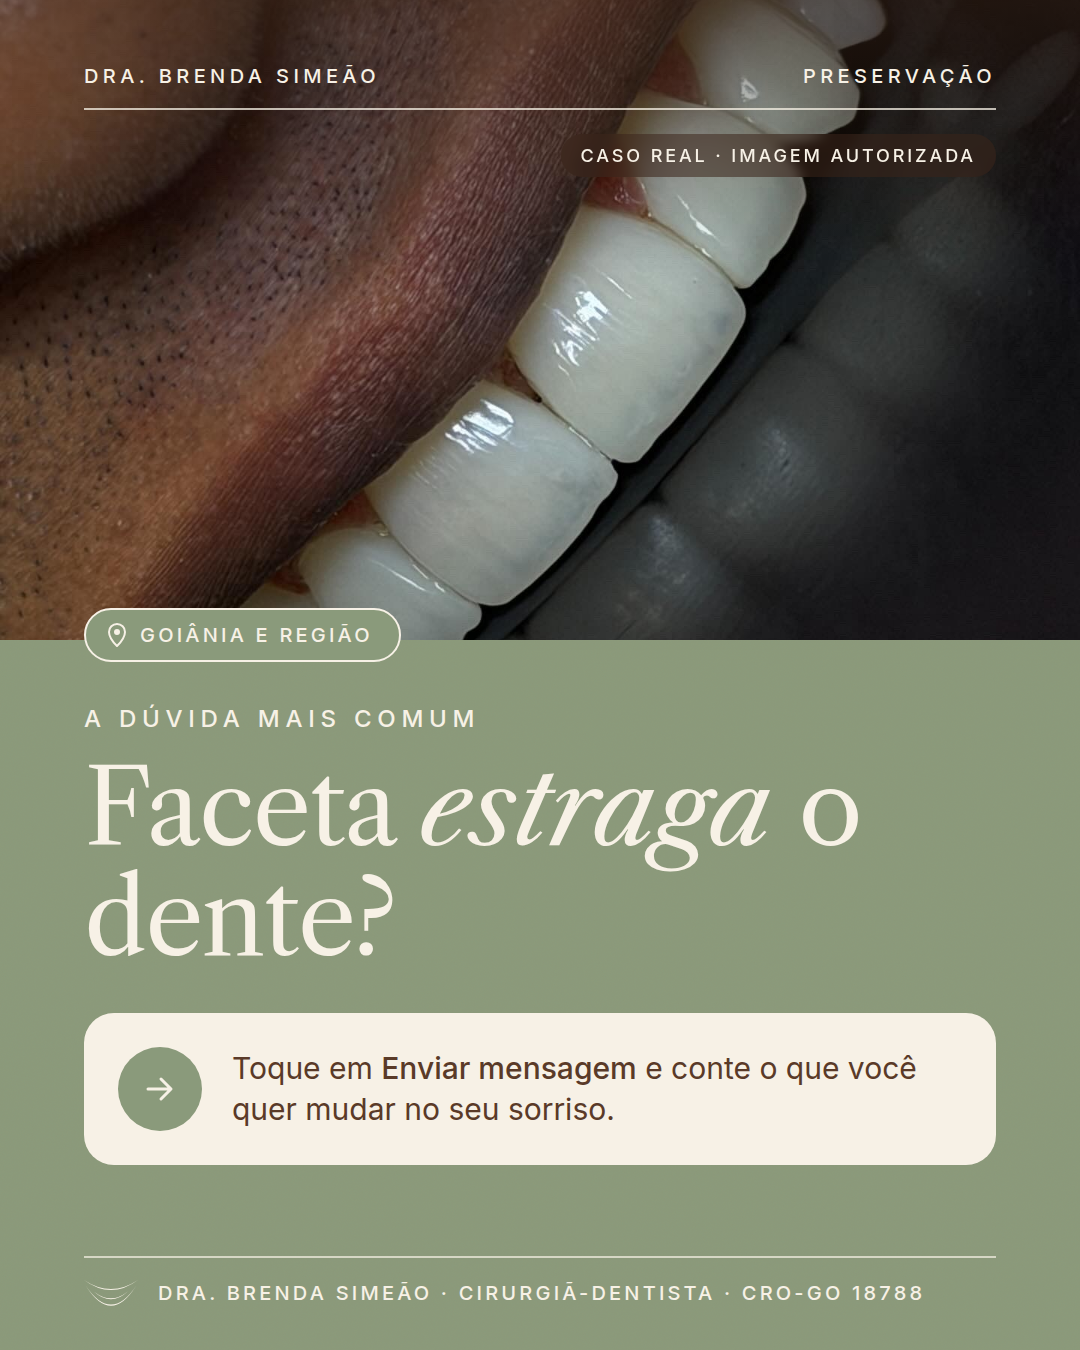 DRA. BRENDA SIMEÃO
PRESERVAÇÃO
CASO REAL · IMAGEM AUTORIZADA
GOIÂNIA E REGIÃO
A DÚVIDA MAIS COMUM
Faceta estraga o
dente?
Toque em Enviar mensagem e conte o que você
quer mudar no seu sorriso.
DRA. BRENDA SIMEÃO · CIRURGIÃ-DENTISTA · CRO-GO 18788